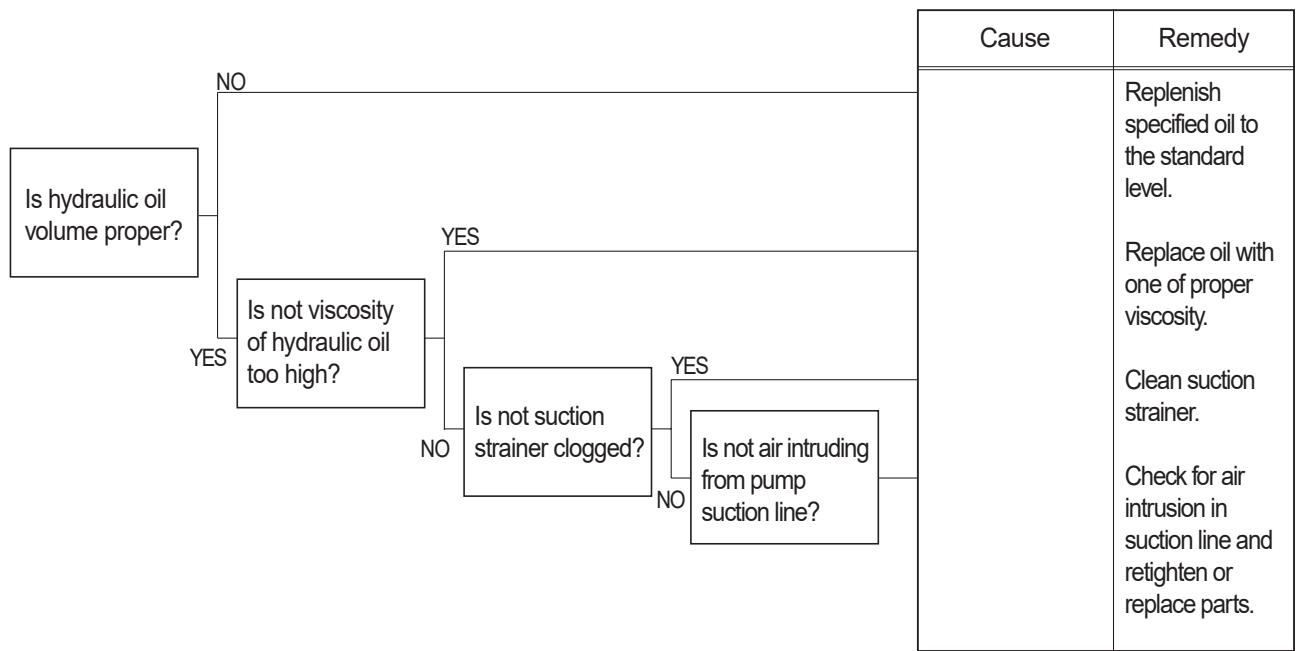 Cause
Remedy
NO
Is hydraulic oil
volume proper?
YES
Is not viscosity
of hydraulic oil
too high?
YES
NO
Is not suction
strainer clogged?
YES
NO
Is not air intruding
from pump
suction line?
Replenish
specified oil to
the standard
level.
Replace oil with
one of proper
viscosity.
Clean suction
strainer.
Check for air
intrusion in
suction line and
retighten or
replace parts.